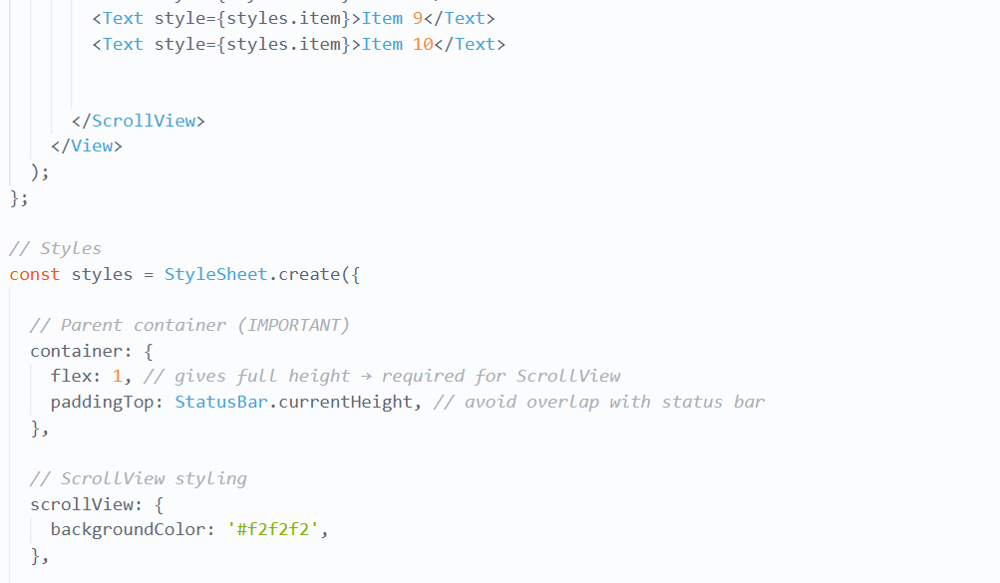 <Text style={styles.item}>Item 9</Text>
<Text style={styles.item}>Item 10</Text>
</ScrollView>
</View>
);
};
// Styles
const styles = StyleSheet.create({
// Parent container (IMPORTANT)
container: {
flex: 1, // gives full height → required for ScrollView
paddingTop: StatusBar.currentHeight, // avoid overlap with status bar
},
// ScrollView styling
scrollView: {
backgroundColor: '#f2f2f2',
},